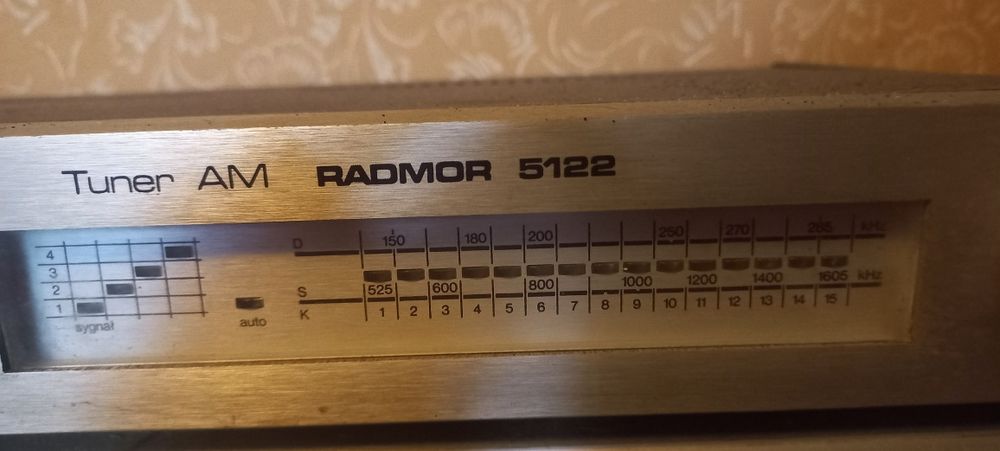 Tuner AM RADMOR 5122
D 150 180 200 260 270 285 kHz
4
3
2
1
sygnał
auto
S 525 600 800 1000 1200 1400 1605 kHz
K 1 2 3 4 5 6 7 8 9 10 11 12 13 14 15